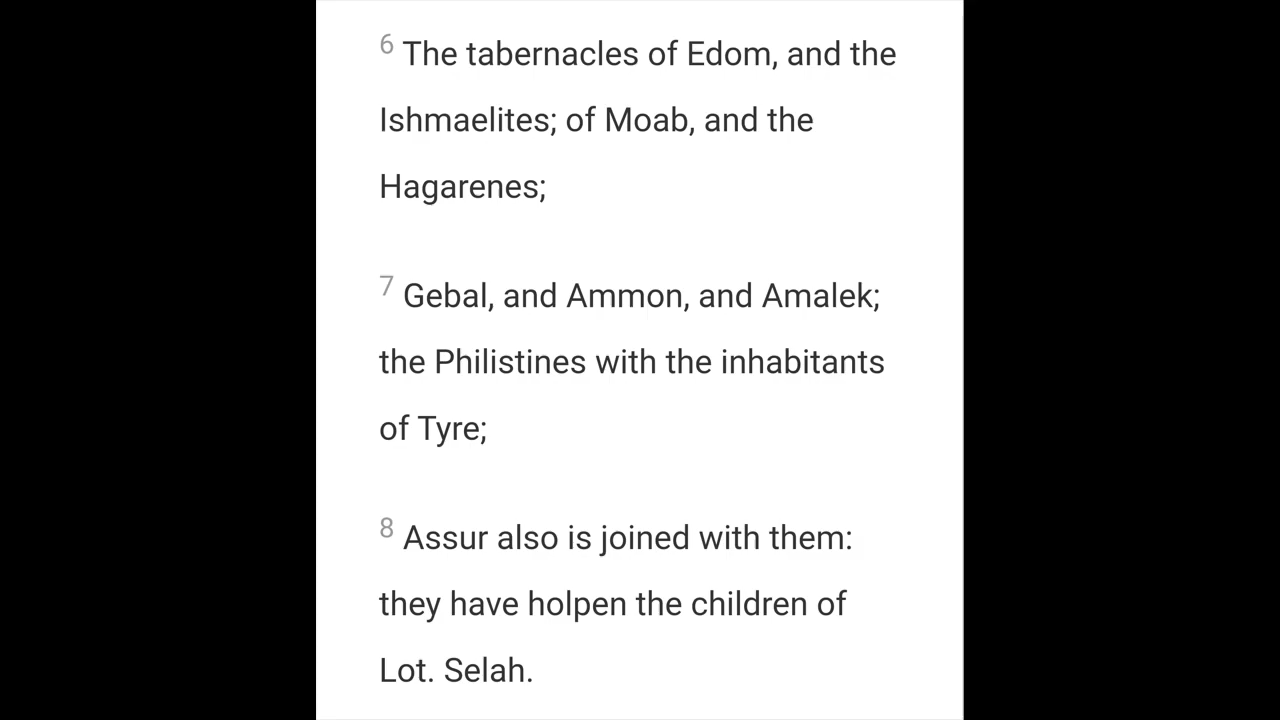 6 The tabernacles of Edom, and the
Ishmaelites; of Moab, and the
Hagarenes;
7 Gebal, and Ammon, and Amalek;
the Philistines with the inhabitants
of Tyre;
8 Assur also is joined with them:
they have holpen the children of
Lot. Selah.